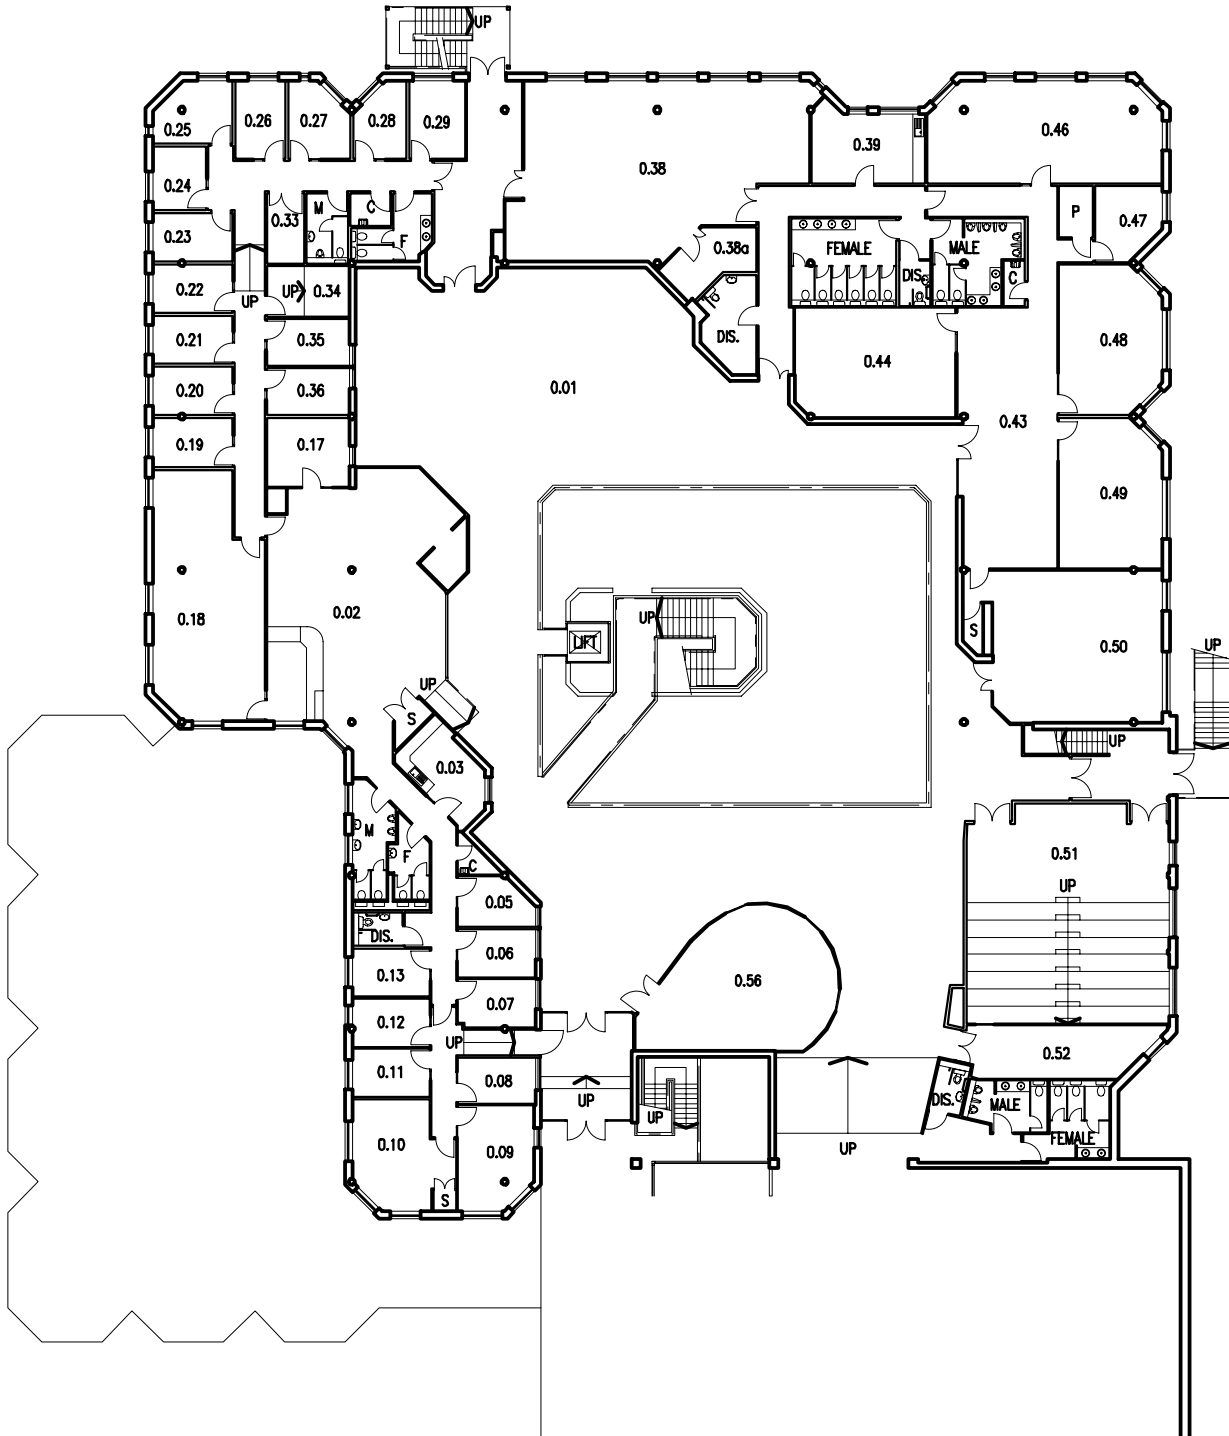 UP
0.25
0.26
0.27
0.28
0.29
0.38
0.39
0.46
0.24
0.33
M
C
F
0.23
0.38a
FEMALE
DIS.
MALE
C
P
0.47
0.22
UP
UP
0.34
0.21
0.35
DIS.
0.44
0.48
0.20
0.36
0.01
0.19
0.17
0.43
0.49
0.18
0.02
UP
LIFT
S
0.50
UP
UP
S
0.03
UP
M
F
C
0.51
UP
0.05
DIS.
0.06
0.13
0.07
0.56
0.12
UP
0.52
0.11
0.08
UP
UP
DIS.
MALE
0.10
0.09
UP
FEMALE
S